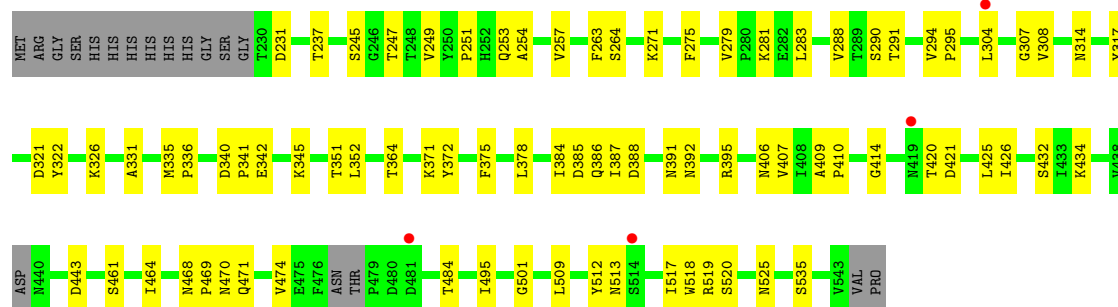 MET ARG GLY SER HIS HIS HIS HIS HIS HIS GLY SER GLY T230 D231 T237 S245 G246 T247 T248 V249 Y250 P251 H252 Q253 A254 V257 F263 S264 K271 F275 V279 P280 K281 E282 L283 V288 T289 S290 T291 V294 P295 L304 G307 V308 N314
D321 Y322 K326 A331 M335 P336 D340 P341 E342 K345 T351 L352 T364 K371 Y372 F375 L378 I384 D385 Q386 I387 D388 N391 N392 R395 N406 V407 I408 A409 P410 G414 N419 T420 D421 L425 I426 S432 I433 K434
ASP N440 D443 S461 I464 N468 P469 N470 Q471 V474 E475 F476 ASN THR P479 D480 D481 T484 I495 G501 L509 Y512 N513 S514 I517 W518 R519 S520 N525 S535 V543 VAL PRO